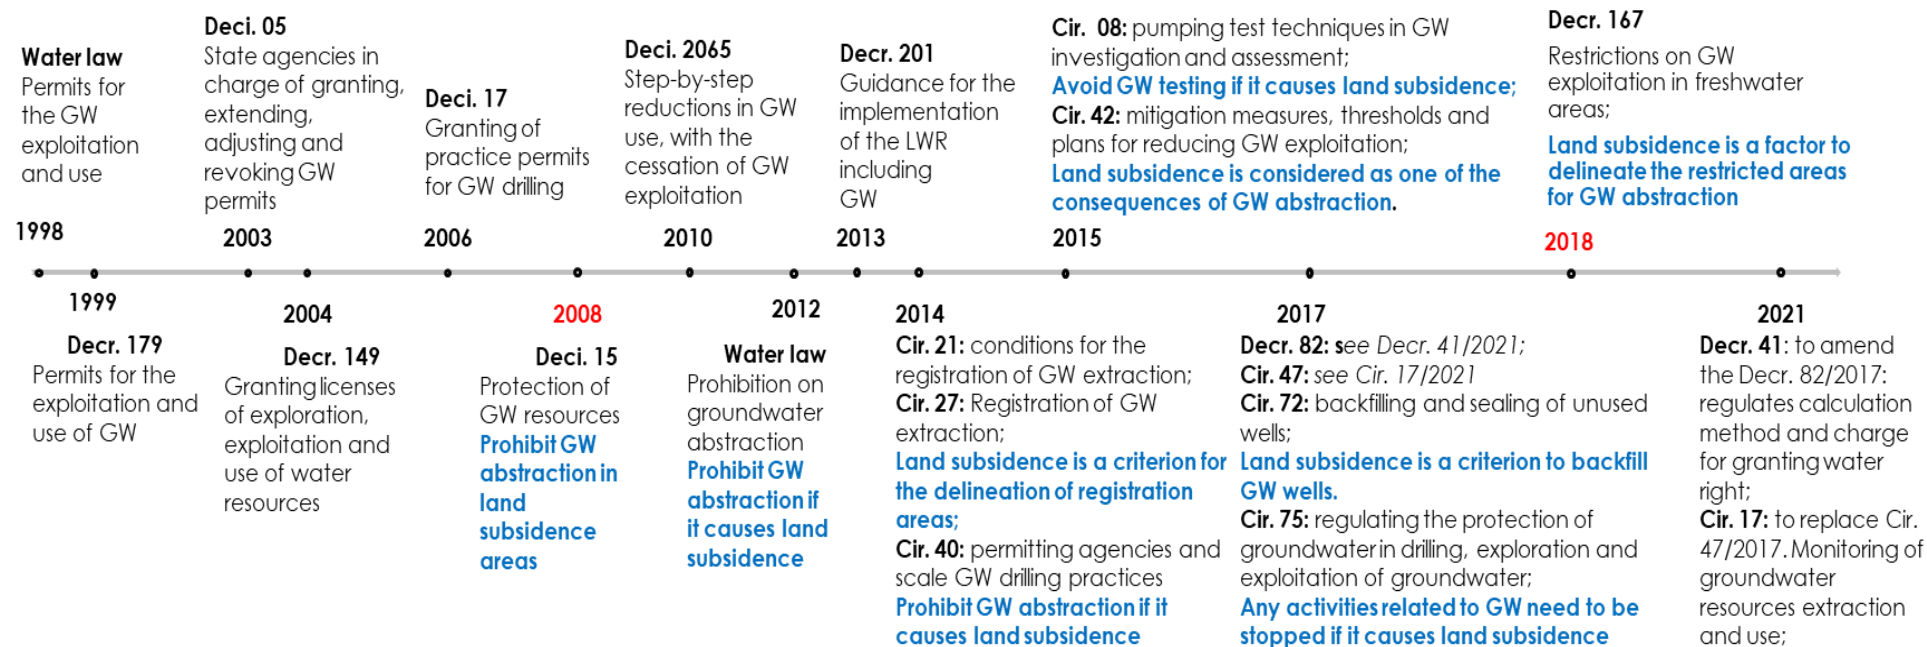 Water law
Permits for
the GW
exploitation
and use
1998
Deci. 05
State agencies in
charge of granting,
extending,
adjusting and
revoking GW
permits
2003
Deci. 17
Granting of
practice permits
for GW drilling
2006
Deci. 2065
Step-by-step
reductions in GW
use, with the
cessation of GW
exploitation
2010
Decr. 201
Guidance for the
implementation
of the LWR
including
GW
2013
Cir. 08: pumping test techniques in GW
investigation and assessment;
Avoid GW testing if it causes land subsidence;
Cir. 42: mitigation measures, thresholds and
plans for reducing GW exploitation;
Land subsidence is considered as one of the
consequences of GW abstraction.
2015
Decr. 167
Restrictions on GW
exploitation in freshwater
areas;
Land subsidence is a factor to
delineate the restricted areas
for GW abstraction
2018
1999
Decr. 179
Permits for the
exploitation and
use of GW
2004
Decr. 149
Granting licenses
of exploration,
exploitation and
use of water
resources
2008
Deci. 15
Protection of
GW resources
Prohibit GW
abstraction in
land
subsidence
areas
2012
Water law
Prohibition on
groundwater
abstraction
Prohibit GW
abstraction if
it causes land
subsidence
2014
Cir. 21: conditions for the
registration of GW extraction;
Cir. 27: Registration of GW
extraction;
Land subsidence is a criterion for
the delineation of registration
areas;
Cir. 40: permitting agencies and
scale GW drilling practices
Prohibit GW abstraction if it
causes land subsidence
2017
Decr. 82: see Decr. 41/2021;
Cir. 47: see Cir. 17/2021
Cir. 72: backfilling and sealing of unused
wells;
Land subsidence is a criterion to backfill
GW wells.
Cir. 75: regulating the protection of
groundwater in drilling, exploration and
exploitation of groundwater;
Any activities related to GW need to be
stopped if it causes land subsidence
2021
Decr. 41: to amend
the Decr. 82/2017:
regulates calculation
method and charge
for granting water
right;
Cir. 17: to replace Cir.
47/2017. Monitoring of
groundwater
resources extraction
and use;